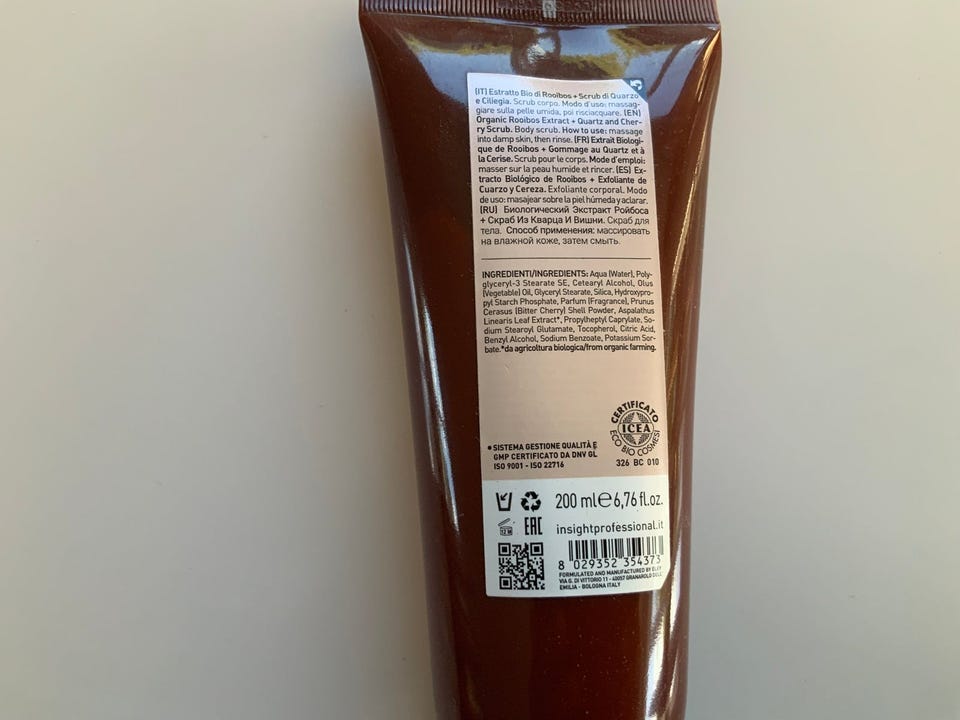 (IT) Estratto Bio di Rooibos + Scrub di Quarzo
e Ciliegia. Scrub corpo. Modo d'uso: massag-
giare sulla pelle umida, poi risciacquare. (EN)
Organic Rooibos Extract + Quartz and Cher-
ry Scrub. Body scrub. How to use: massage
into damp skin, then rinse. (FR) Extrait Biologi-
que de Rooibos + Gommage au Quartz et à
la Cerise. Scrub pour le corps. Mode d'emploi:
masser sur la peau humide et rincer. (ES) Ex-
tracto Biológico de Rooibos + Exfoliante de
Cuarzo y Cereza. Exfoliante corporal. Modo
de uso: masajear sobre la piel húmeda y aclarar.
(RU) Биологический Экстракт Ройбоса
+ Скраб Из Кварца И Вишни. Скраб для
тела. Способ применения: массировать
на влажной коже, затем смыть.
INGREDIENTI/INGREDIENTS: Aqua (Water), Poly-
glyceryl-3 Stearate SE, Cetearyl Alcohol, Olus
(Vegetable) Oil, Glyceryl Stearate, Silica, Hydroxypro-
pyl Starch Phosphate, Parfum (Fragrance), Prunus
Cerasus (Bitter Cherry) Shell Powder, Aspalathus
Linearis Leaf Extract*, Propylheptyl Caprylate, So-
dium Stearoyl Glutamate, Tocopherol, Citric Acid,
Benzyl Alcohol, Sodium Benzoate, Potassium Sor-
bate.*da agricoltura biologica/from organic farming.
CERTIFICATO
ICEA
ECO BIO COSMESI
• SISTEMA GESTIONE QUALITÀ E
GMP CERTIFICATO DA DNV GL
ISO 9001 - ISO 22716
326 BC 010
200 ml℮6,76 fl.oz.
12 M
EAC
insightprofessional.it
8 029352 354373
FORMULATED AND MANUFACTURED BY
VIA G. DI VITTORIO 11 - 40057 GRANAROLO DELL'
EMILIA - BOLOGNA ITALY